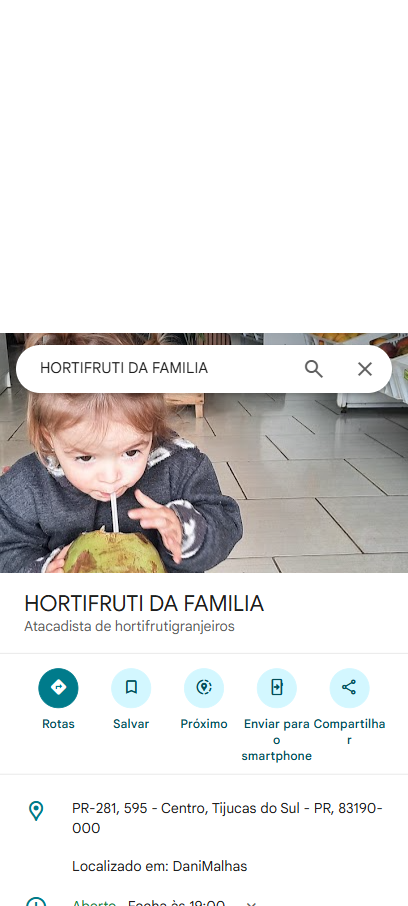 HORTIFRUTI DA FAMILIA
HORTIFRUTI DA FAMILIA
Atacadista de hortifrutigranjeiros
Rotas
Salvar
Próximo
Enviar para
o
smartphone
Compartilha
r
PR-281, 595 - Centro, Tijucas do Sul - PR, 83190-
000
Localizado em: DaniMalhas
Aberto · Fecha às 19:00